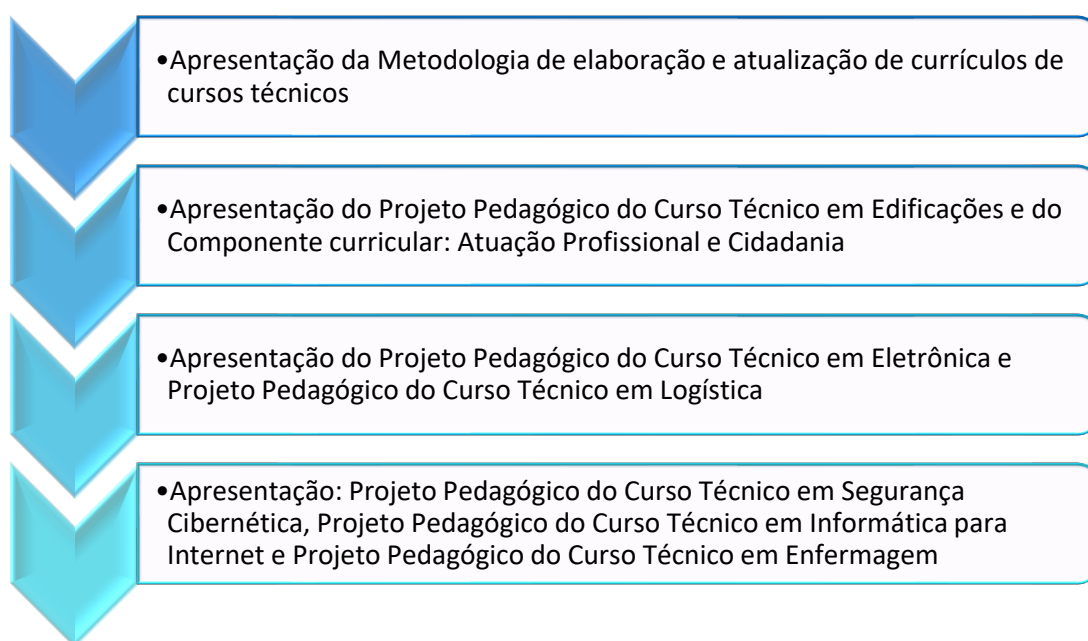 •Apresentação da Metodologia de elaboração e atualização de currículos de
cursos técnicos
•Apresentação do Projeto Pedagógico do Curso Técnico em Edificações e do
Componente curricular: Atuação Profissional e Cidadania
•Apresentação do Projeto Pedagógico do Curso Técnico em Eletrônica e
Projeto Pedagógico do Curso Técnico em Logística
•Apresentação: Projeto Pedagógico do Curso Técnico em Segurança
Cibernética, Projeto Pedagógico do Curso Técnico em Informática para
Internet e Projeto Pedagógico do Curso Técnico em Enfermagem